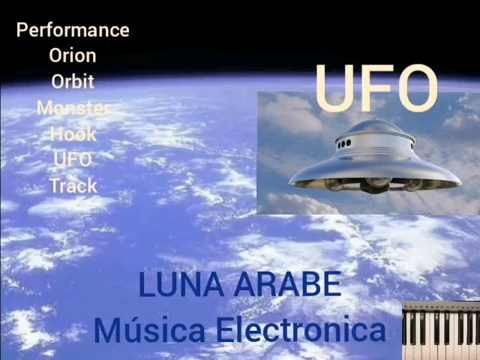 Performance
Orion
Orbit
Monster
Hook
UFO
Track
UFO
LUNA ARABE
Música Electronica